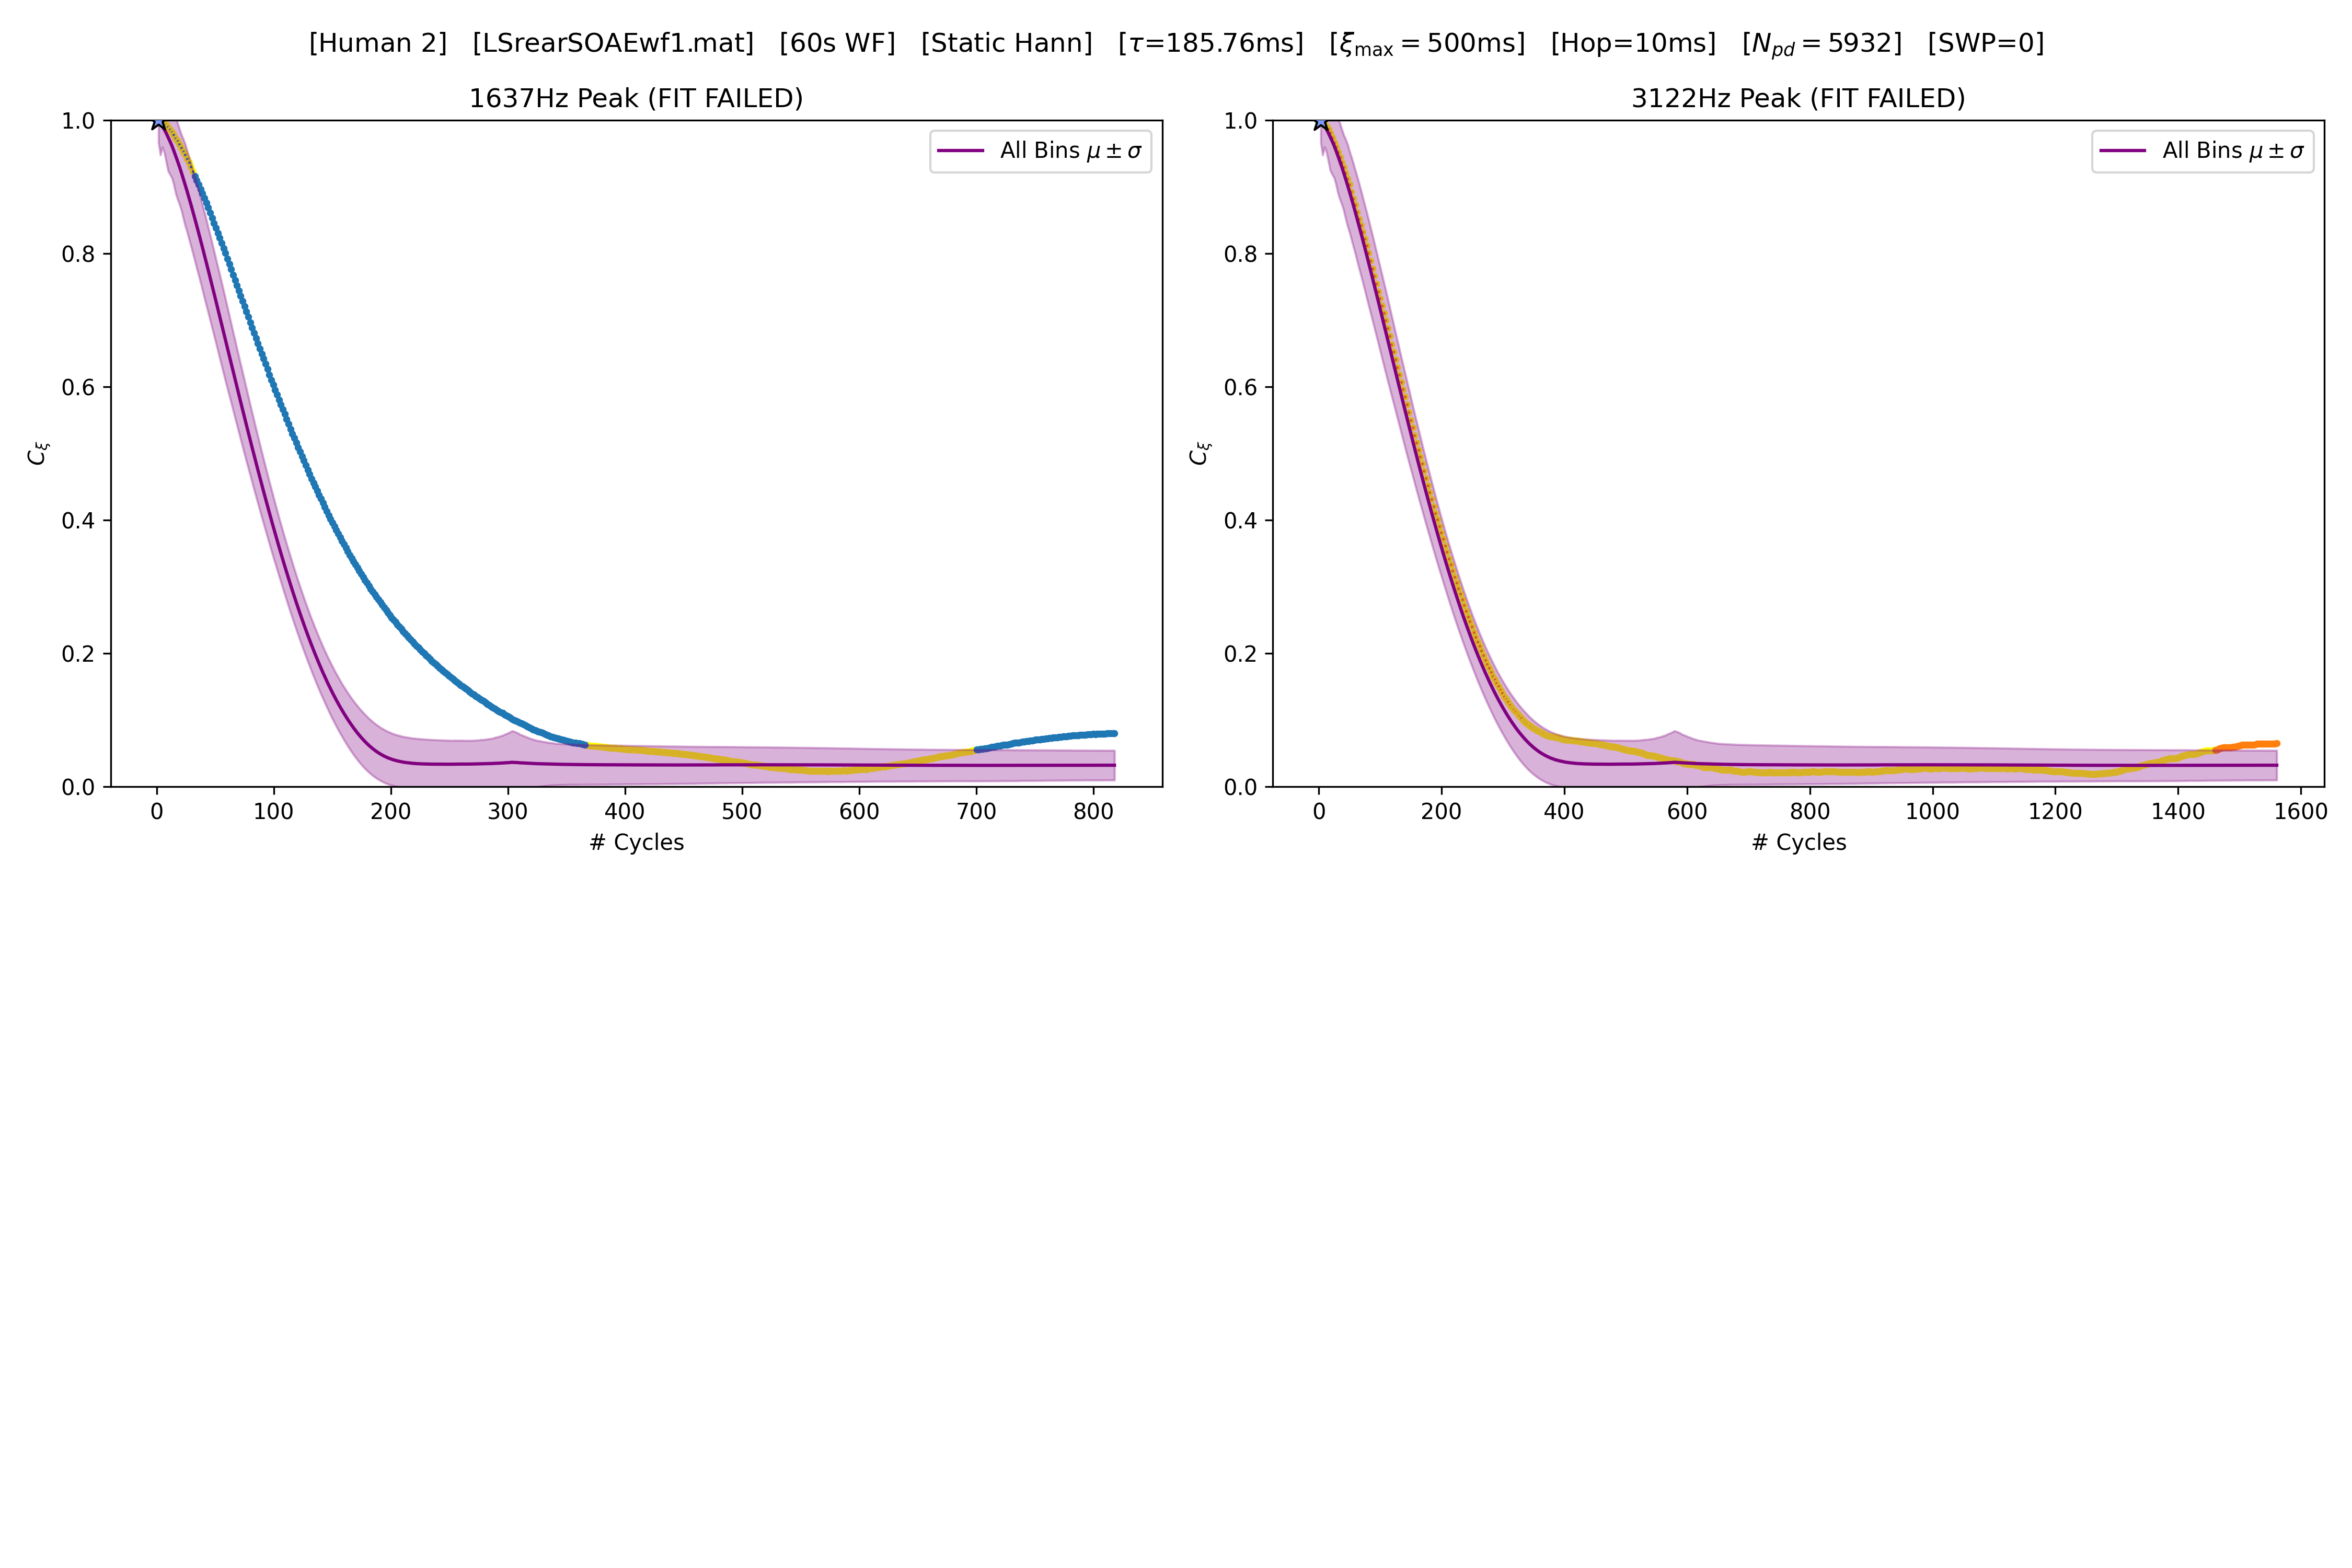 [Human 2] [LSrearSOAEwf1.mat] [60s WF] [Static Hann] [τ=185.76ms] [ξmax = 500ms] [Hop=10ms] [Npd = 5932] [SWP=0]
1637Hz Peak (FIT FAILED)
1.0
0.8
0.6
0.4
0.2
0.0
Cξ
All Bins μ ± σ
0 100 200 300 400 500 600 700 800
# Cycles
3122Hz Peak (FIT FAILED)
1.0
0.8
0.6
0.4
0.2
0.0
Cξ
All Bins μ ± σ
0 200 400 600 800 1000 1200 1400 1600
# Cycles